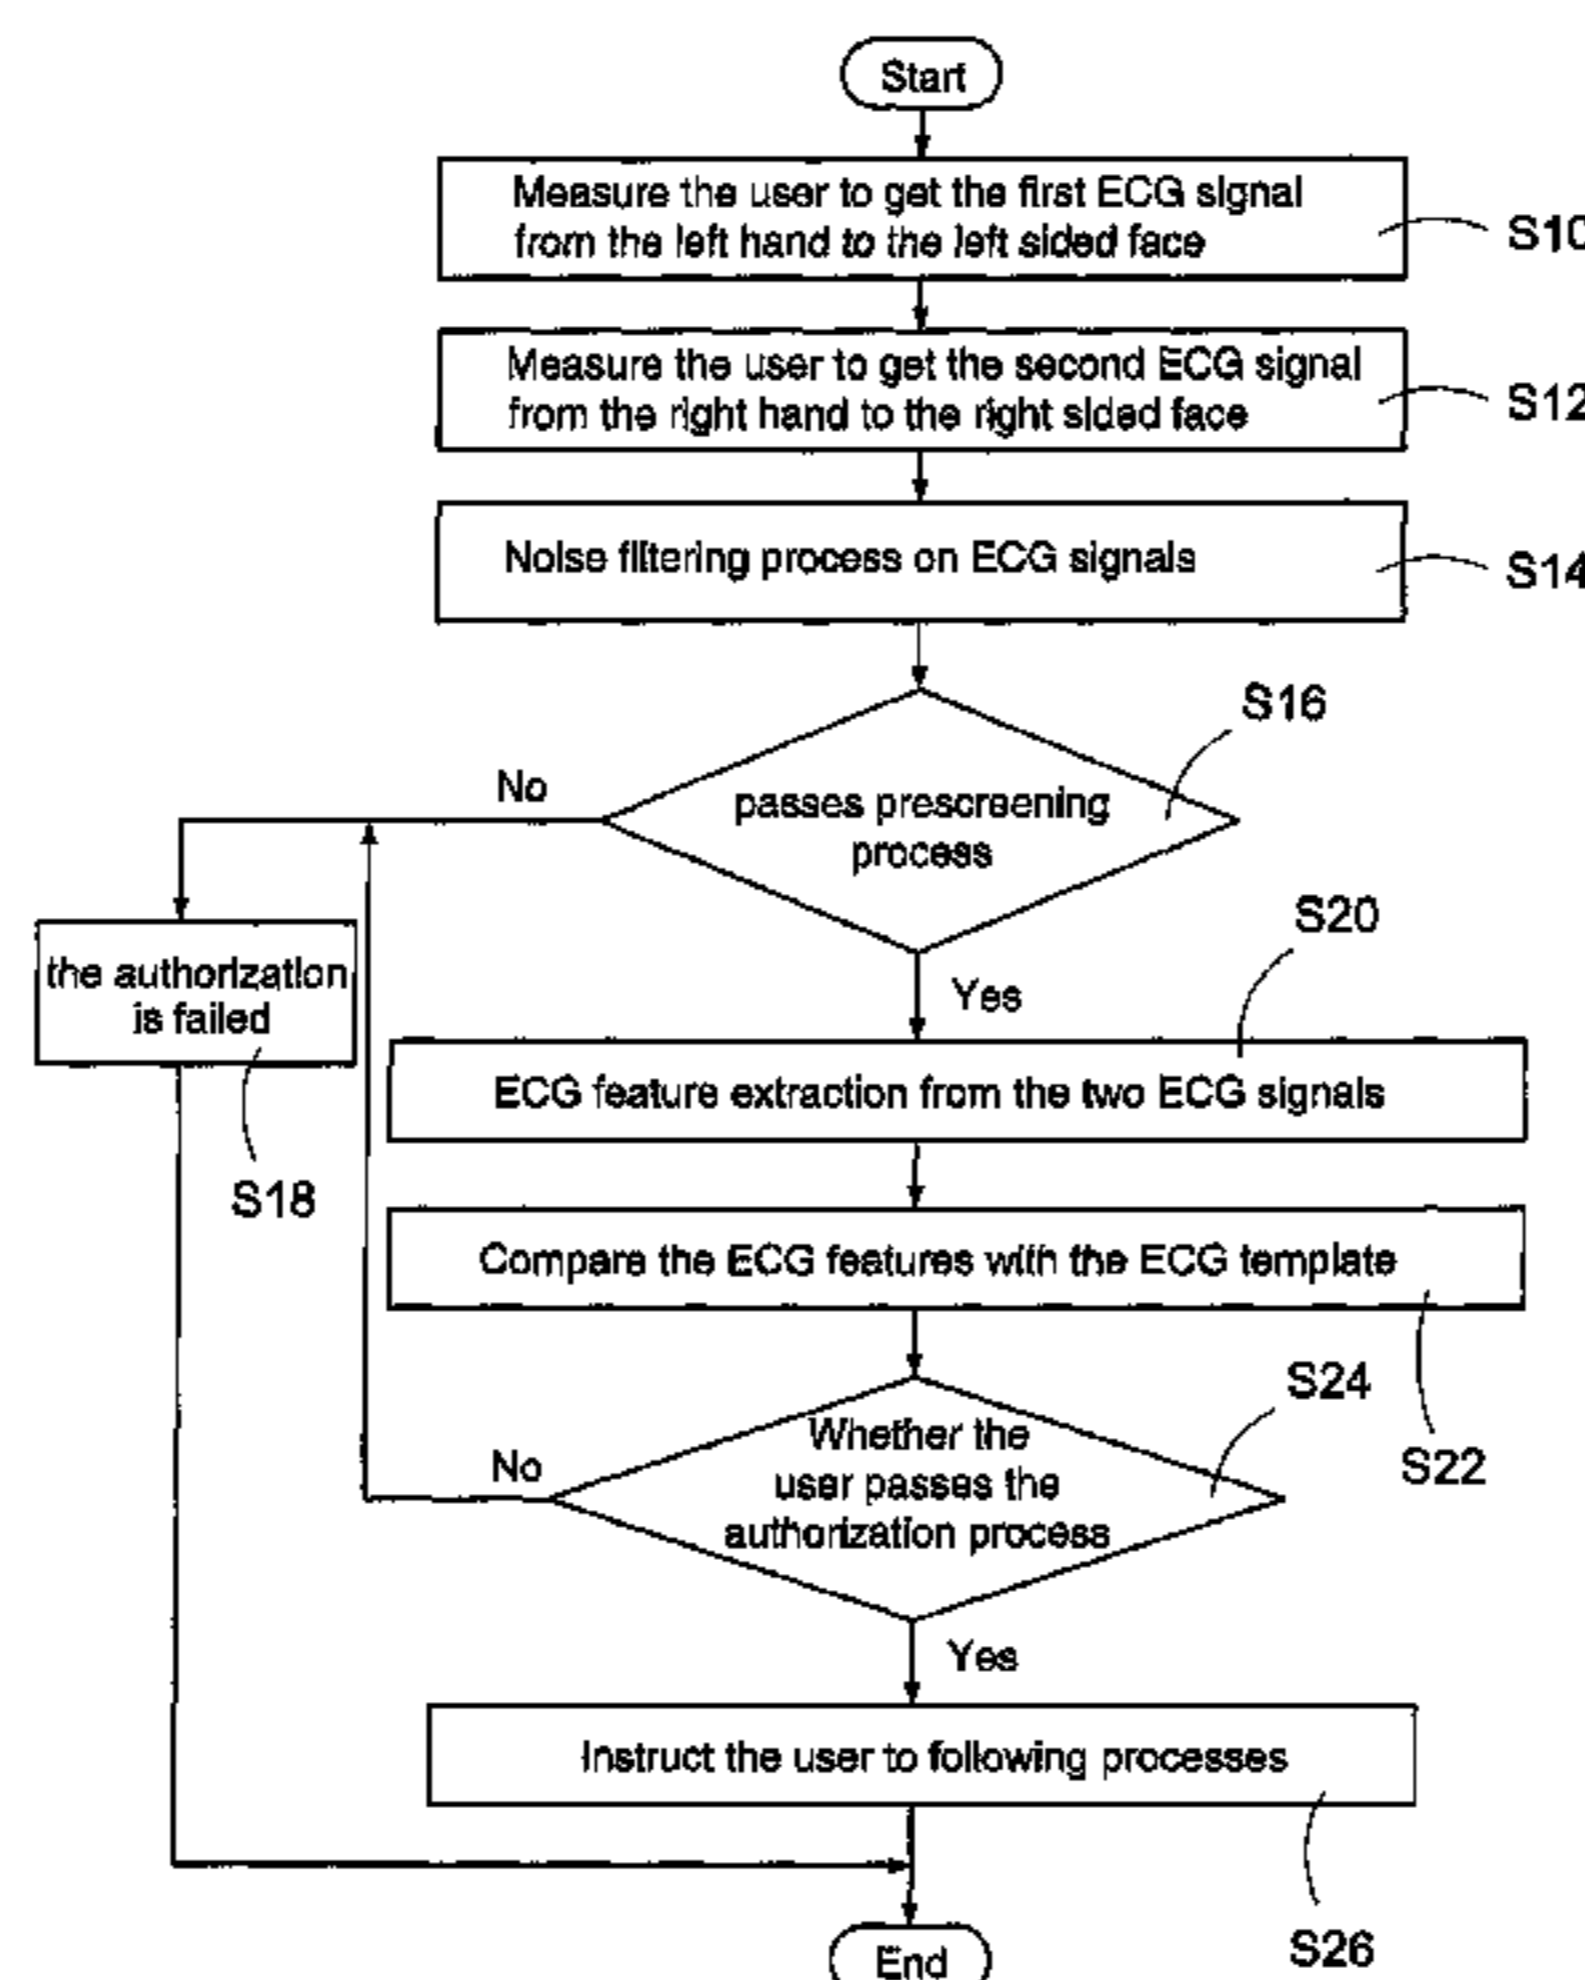 Start
Measure the user to get the first ECG signal
from the left hand to the left sided face
S10
Measure the user to get the second ECG signal
from the right hand to the right sided face
S12
Noise filtering process on ECG signals
S14
S16
No
passes prescreening
process
S20
the authorization
is failed
Yes
ECG feature extraction from the two ECG signals
S18
Compare the ECG features with the ECG template
S24
Whether the
user passes the
authorization process
No
S22
Yes
Instruct the user to following processes
S26
End